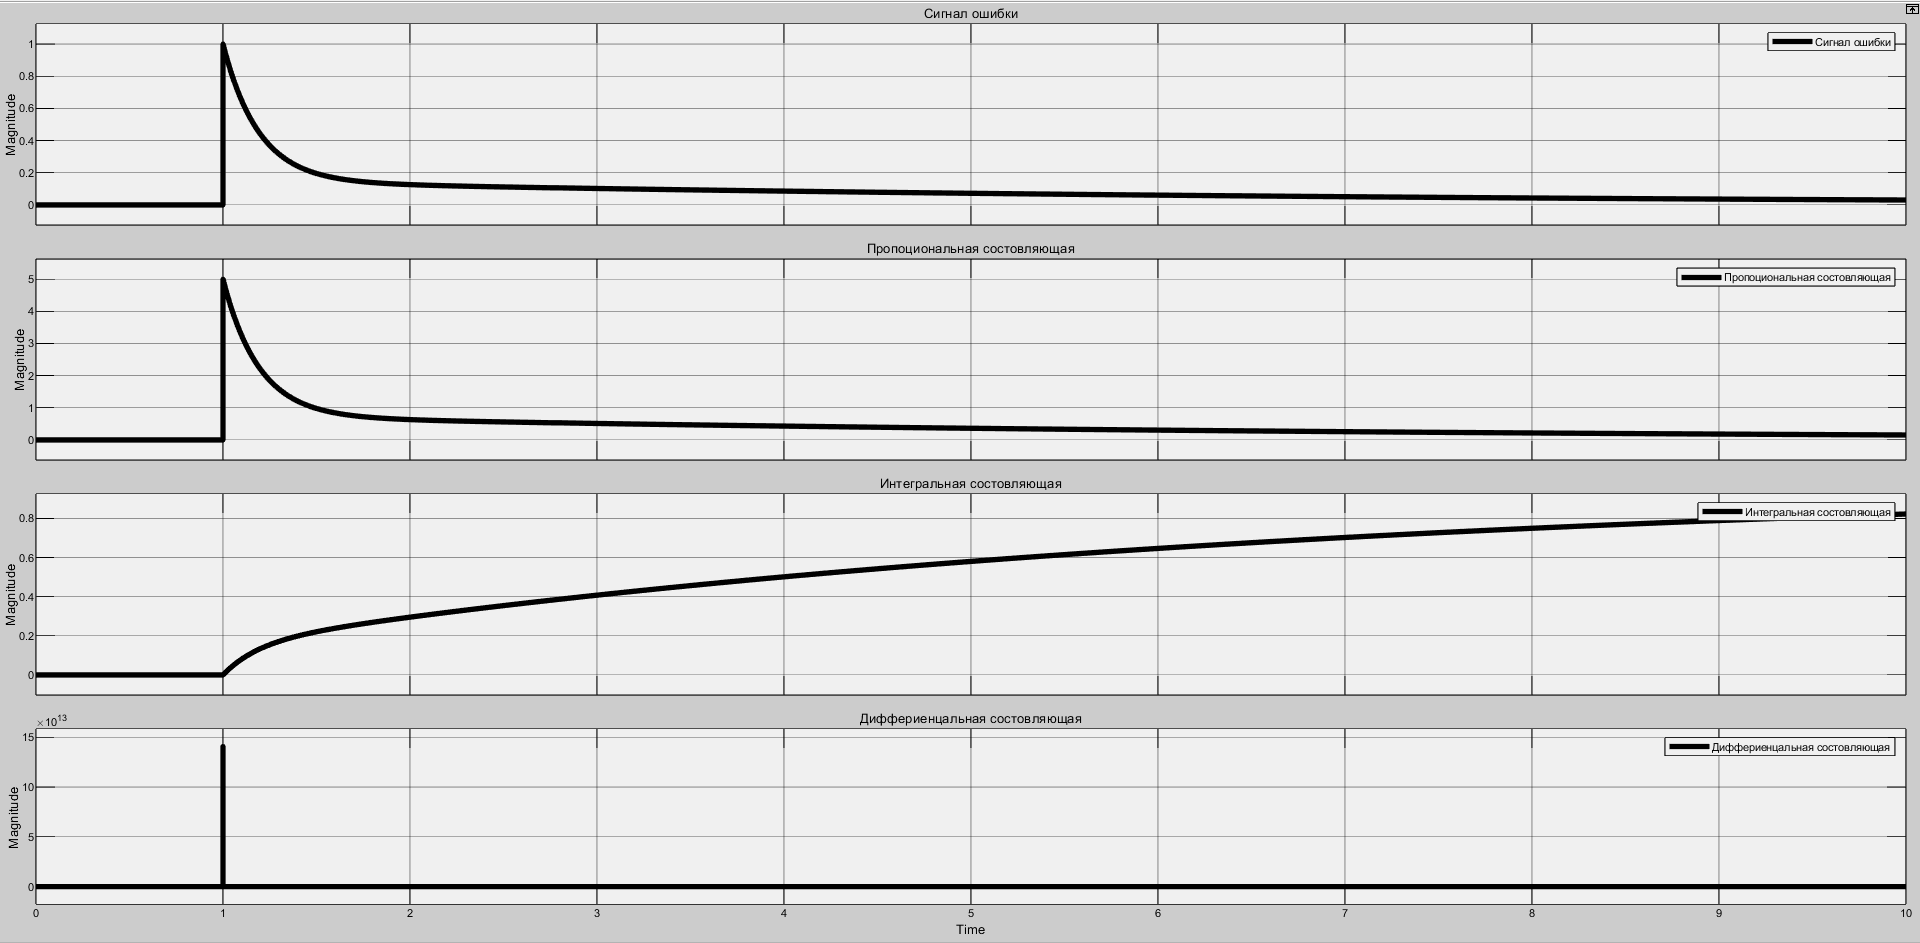 Сигнал ошибки
Сигнал ошибки
Magnitude
1
0.8
0.6
0.4
0.2
0
Пропоциональная состовляющая
Пропоциональная состовляющая
Magnitude
5
4
3
2
1
0
Интегральная состовляющая
Интегральная состовляющая
Magnitude
0.8
0.6
0.4
0.2
0
Диффериенцальная состовляющая
×10¹³
Диффериенцальная состовляющая
Magnitude
15
10
5
0
0 1 2 3 4 5 6 7 8 9 10
Time